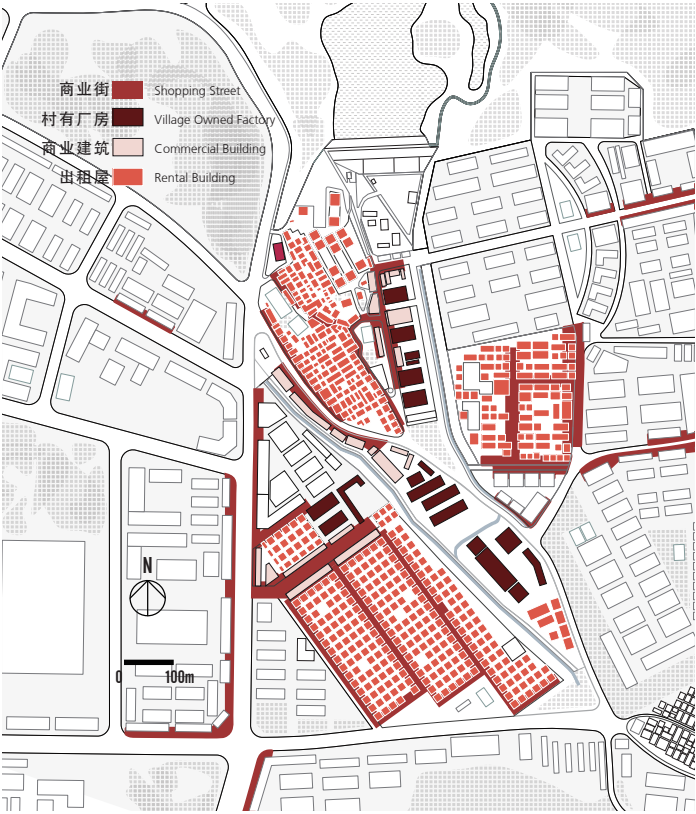 商业街 Shopping Street
村有厂房 Village Owned Factory
商业建筑 Commercial Building
出租屋 Rental Building
N
0 100m